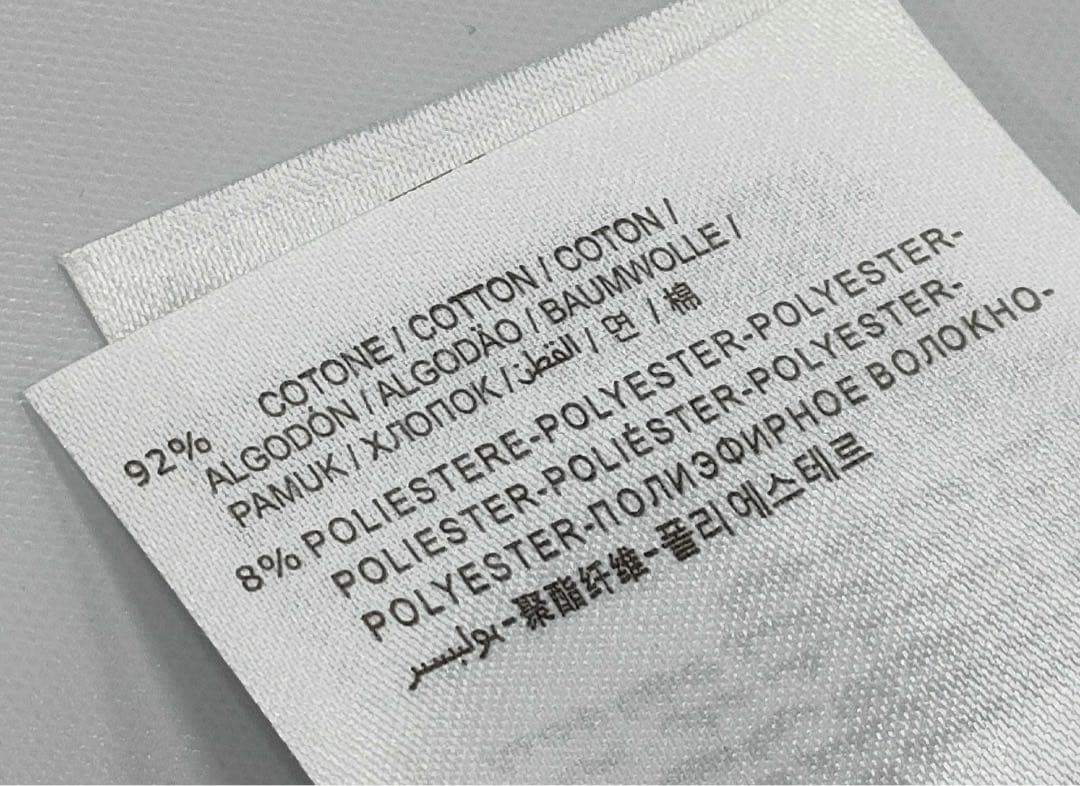 92% COTONE / COTTON / COTON /
ALGODÓN / ALGODÃO / BAUMWOLLE /
PAMUK / ХЛОПОК / القطن / 면 / 棉
8% POLIESTERE-POLYESTER-POLYESTER-
POLIESTER-POLIÉSTER-POLYESTER-
POLYESTER-ПОЛИЭФИРНОЕ ВОЛОКНО-
بوليستر-聚酯纤维-폴리에스테르